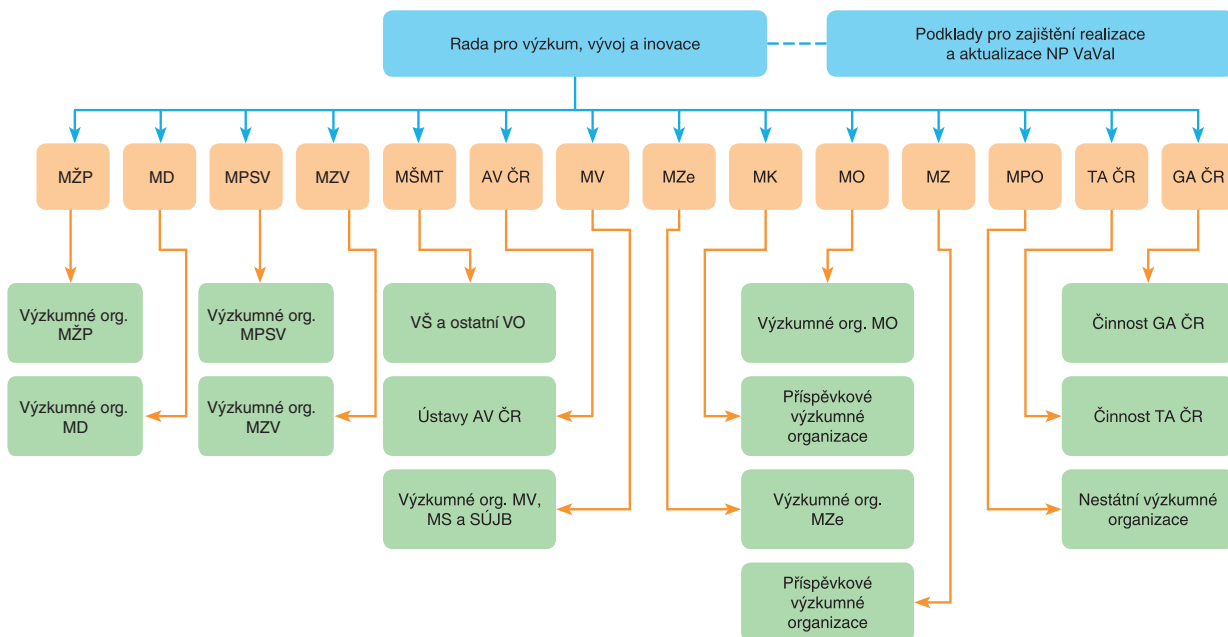 Rada pro výzkum, vývoj a inovace
Podklady pro zajištění realizace
a aktualizace NP VaVaI
MŽP
MD
MPSV
MZV
MŠMT
AV ČR
MV
MZe
MK
MO
MZ
MPO
TA ČR
GA ČR
Výzkumné org.
MŽP
Výzkumné org.
MPSV
VŠ a ostatní VO
Výzkumné org. MO
Činnost GA ČR
Výzkumné org.
MD
Výzkumné org.
MZV
Ústavy AV ČR
Příspěvkové
výzkumné
organizace
Činnost TA ČR
Výzkumné org. MV,
MS a SÚJB
Výzkumné org.
MZe
Nestátní výzkumné
organizace
Příspěvkové
výzkumné
organizace